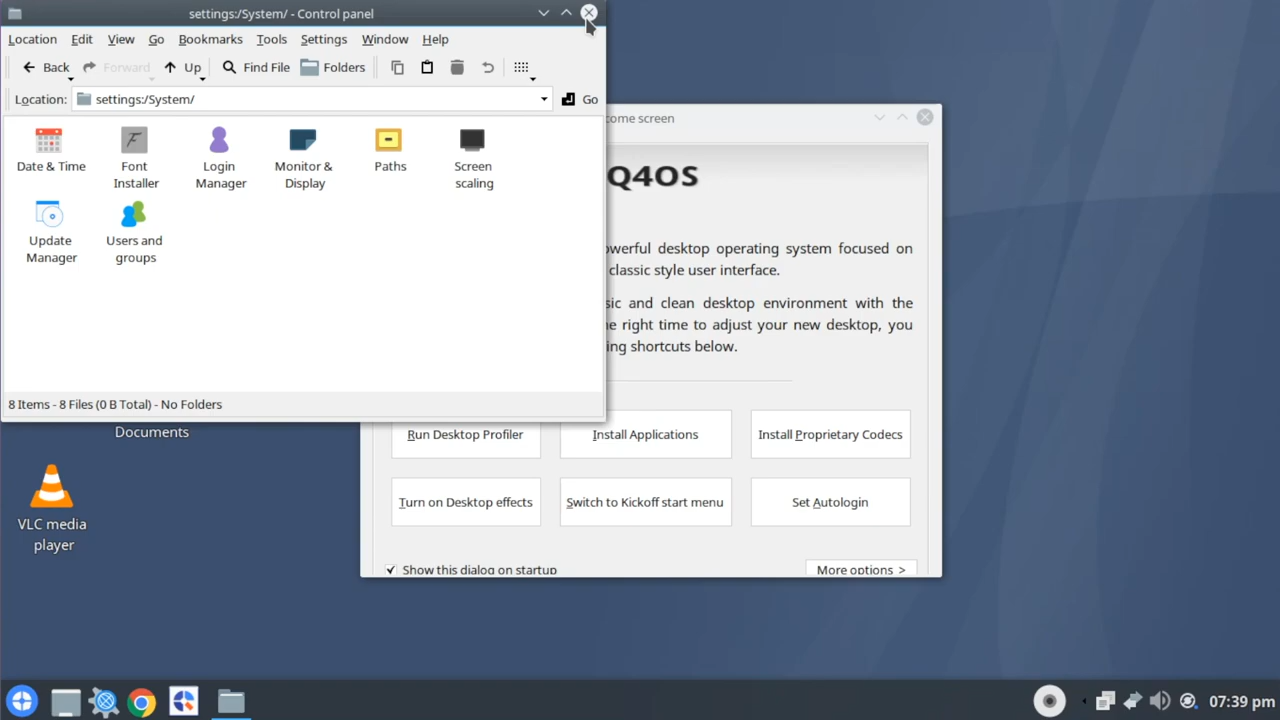 settings:/System/ - Control panel
Location Edit View Go Bookmarks Tools Settings Window Help
Back Forward Up Find File Folders
Location: settings:/System/ Go
Date & Time
Font Installer
Login Manager
Monitor & Display
Paths
Screen scaling
Update Manager
Users and groups
8 Items - 8 Files (0 B Total) - No Folders
come screen
Q4OS
owerful desktop operating system focused on
classic style user interface.
sic and clean desktop environment with the
e right time to adjust your new desktop, you
ing shortcuts below.
Run Desktop Profiler Install Applications Install Proprietary Codecs
Turn on Desktop effects Switch to Kickoff start menu Set Autologin
Show this dialog on startup More options >
Documents
VLC media
player
07:39 pm